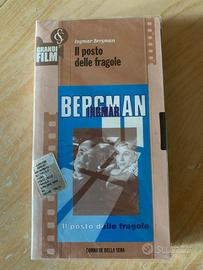 GRANDI
FILM
Ingmar Bergman
Il posto
delle fragole
BERGMAN
INGMAR
Il posto delle fragole
CORRIERE DELLA SERA